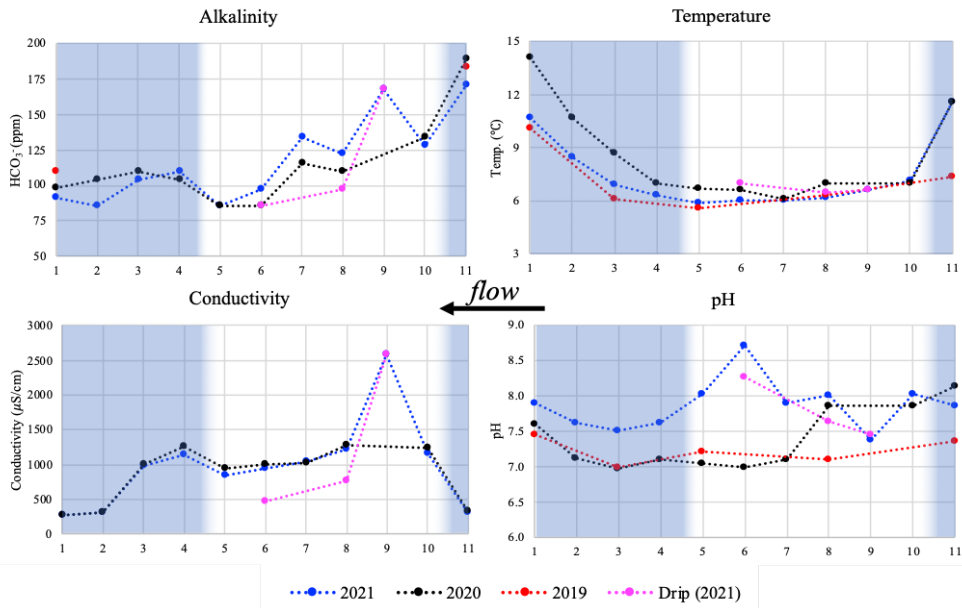 Alkalinity
HCO₃⁻(ppm)
200
175
150
125
100
75
50
1 2 3 4 5 6 7 8 9 10 11
Temperature
Temp. (°C)
15
12
9
6
3
1 2 3 4 5 6 7 8 9 10 11
flow
Conductivity
Conductivity (µS/cm)
3000
2500
2000
1500
1000
500
0
1 2 3 4 5 6 7 8 9 10 11
pH
pH
9.0
8.5
8.0
7.5
7.0
6.5
6.0
1 2 3 4 5 6 7 8 9 10 11
2021 2020 2019 Drip (2021)